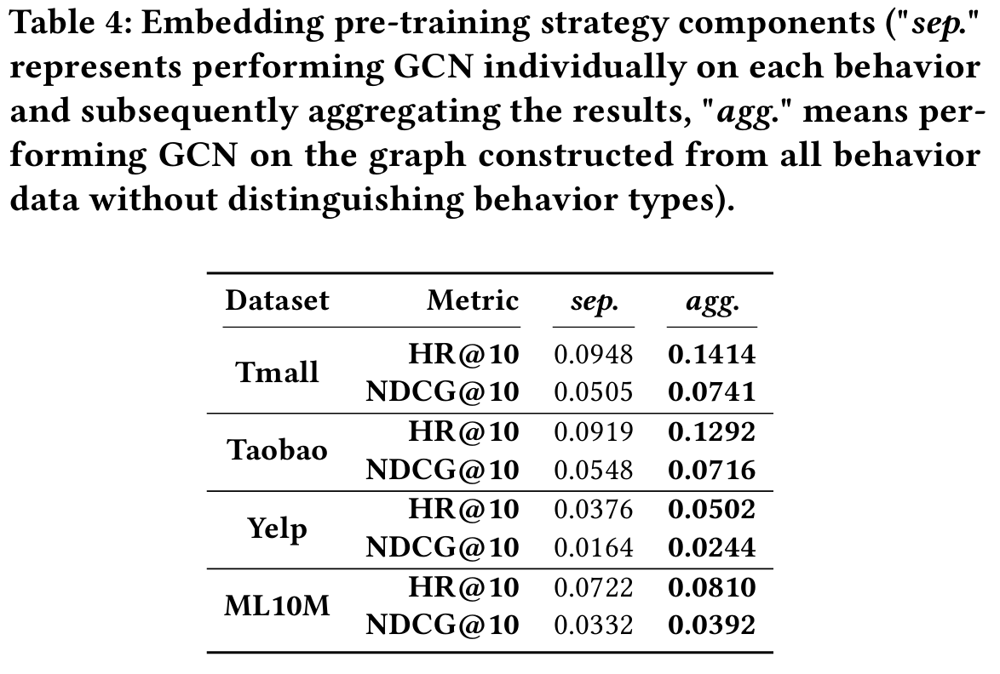 Table 4: Embedding pre-training strategy components ("sep."
represents performing GCN individually on each behavior
and subsequently aggregating the results, "agg." means per-
forming GCN on the graph constructed from all behavior
data without distinguishing behavior types).
Dataset Metric sep. agg.
Tmall HR@10 0.0948 0.1414
NDCG@10 0.0505 0.0741
Taobao HR@10 0.0919 0.1292
NDCG@10 0.0548 0.0716
Yelp HR@10 0.0376 0.0502
NDCG@10 0.0164 0.0244
ML10M HR@10 0.0722 0.0810
NDCG@10 0.0332 0.0392